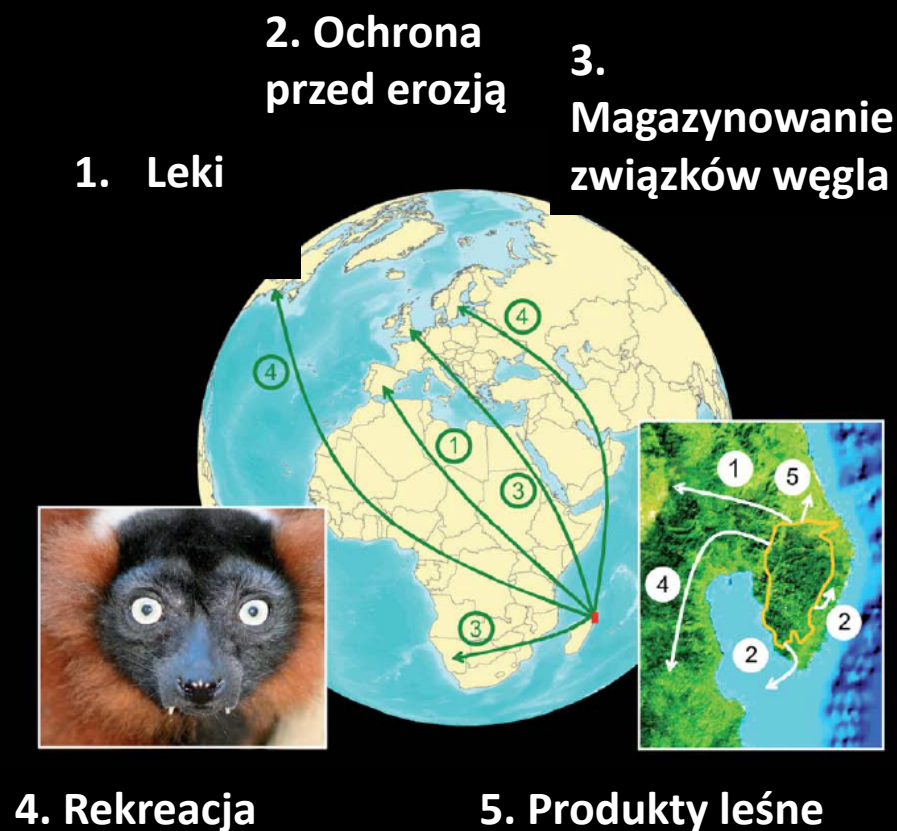 2. Ochrona
przed erozją
3.
Magazynowanie
związków węgla
1. Leki
4
4
1
3
3
1
5
4
2
2
4. Rekreacja
5. Produkty leśne